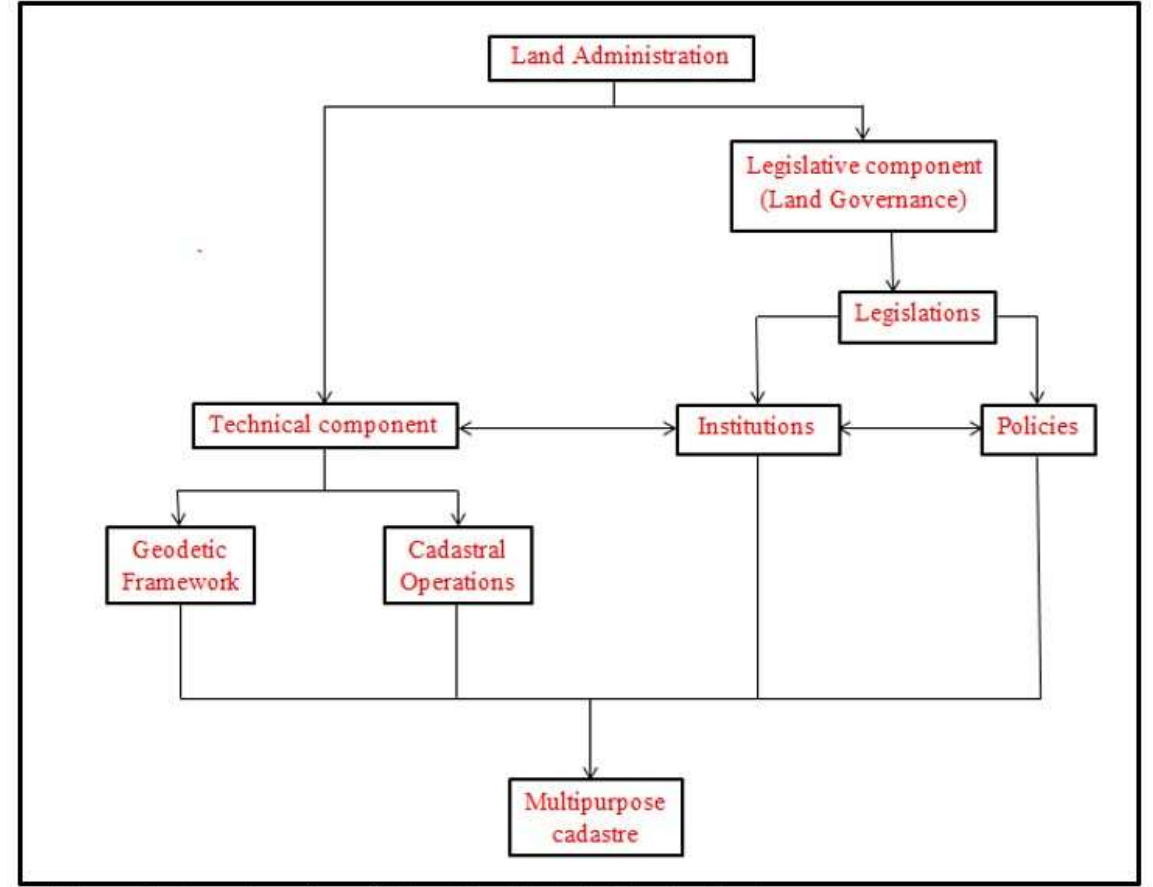 Land Administration
Legislative component
(Land Governance)
Legislations
Technical component
Institutions
Policies
Geodetic
Framework
Cadastral
Operations
Multipurpose
cadastre